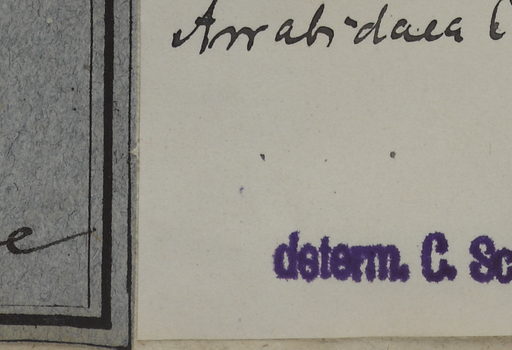 Arrabidaea
e
determ. C. Sc